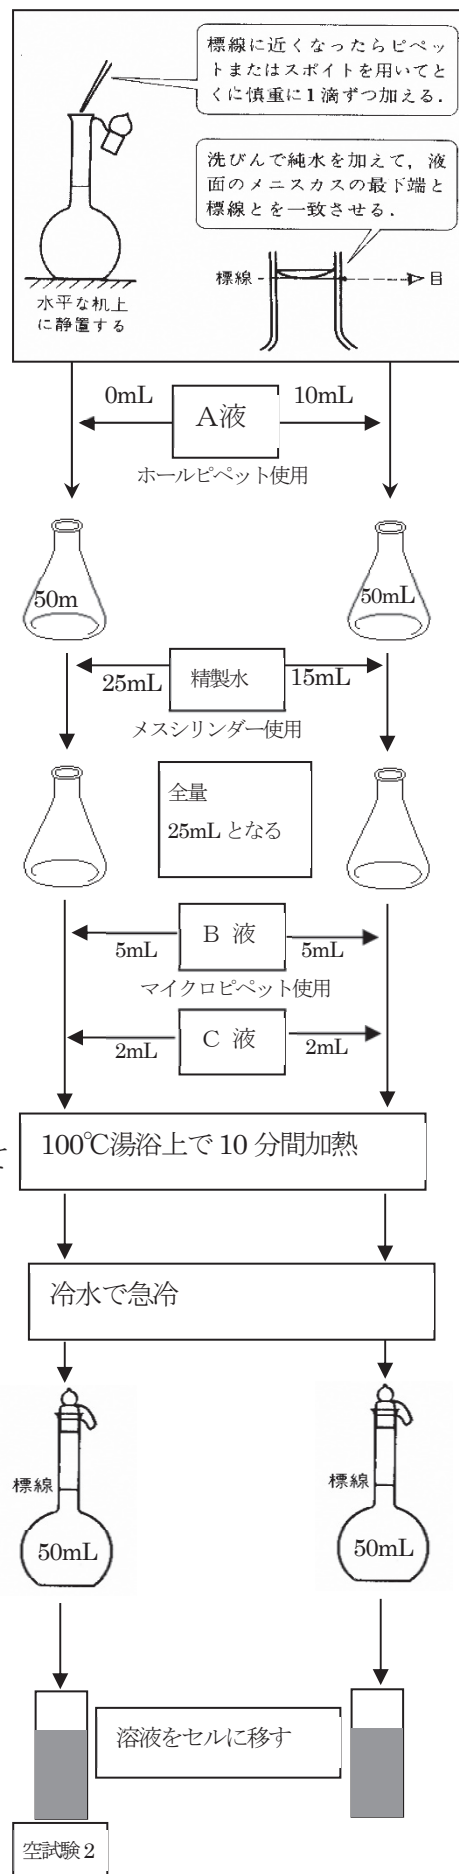 標線に近くなったらピペッ
トまたはスポイトを用いてと
くに慎重に1滴ずつ加える.
洗びんで純水を加えて，液
面のメニスカスの最下端と
標線とを一致させる.
標線
目
水平な机上
に静置する
0mL
A液
10mL
ホールピペット使用
50m
50mL
25mL
精製水
15mL
メスシリンダー使用
全量
25mL となる
5mL
B 液
5mL
マイクロピペット使用
2mL
C 液
2mL
て
100℃湯浴上で 10 分間加熱
冷水で急冷
標線
標線
50mL
50mL
溶液をセルに移す
空試験 2